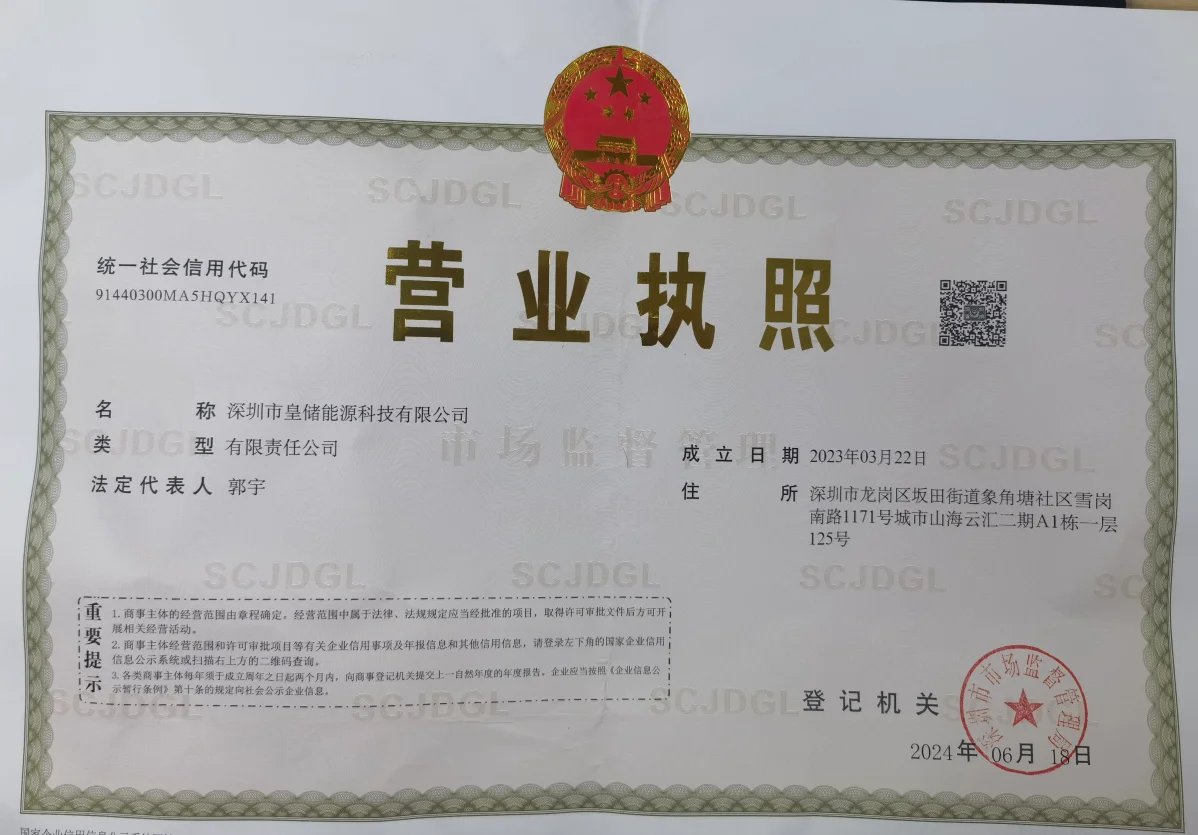 营业执照
统一社会信用代码
91440300MA5HQYX141
名称 深圳市皇储能源科技有限公司
类型 有限责任公司
法定代表人 郭宇
成立日期 2023年03月22日
住所 深圳市龙岗区坂田街道象角塘社区雪岗
南路1171号城市山海云汇二期A1栋一层
125号
重要提示
1. 商事主体的经营范围由章程确定。经营范围中属于法律、法规规定应当经批准的项目，取得许可审批文件后方可开
展相关经营活动。
2. 商事主体经营范围和许可审批项目等有关企业信用事项及年报信息和其他信用信息，请登录左下角的国家企业信用
信息公示系统或扫描右上方的二维码查询。
3. 各类商事主体每年须于成立周年之日起两个月内，向商事登记机关提交上一自然年度的年度报告。企业应当按照《企业信息公
示暂行条例》第十条的规定向社会公示企业信息。
登记机关
深圳市市场监督管理局
2024年06月18日
SCJDGL
市场监督管理